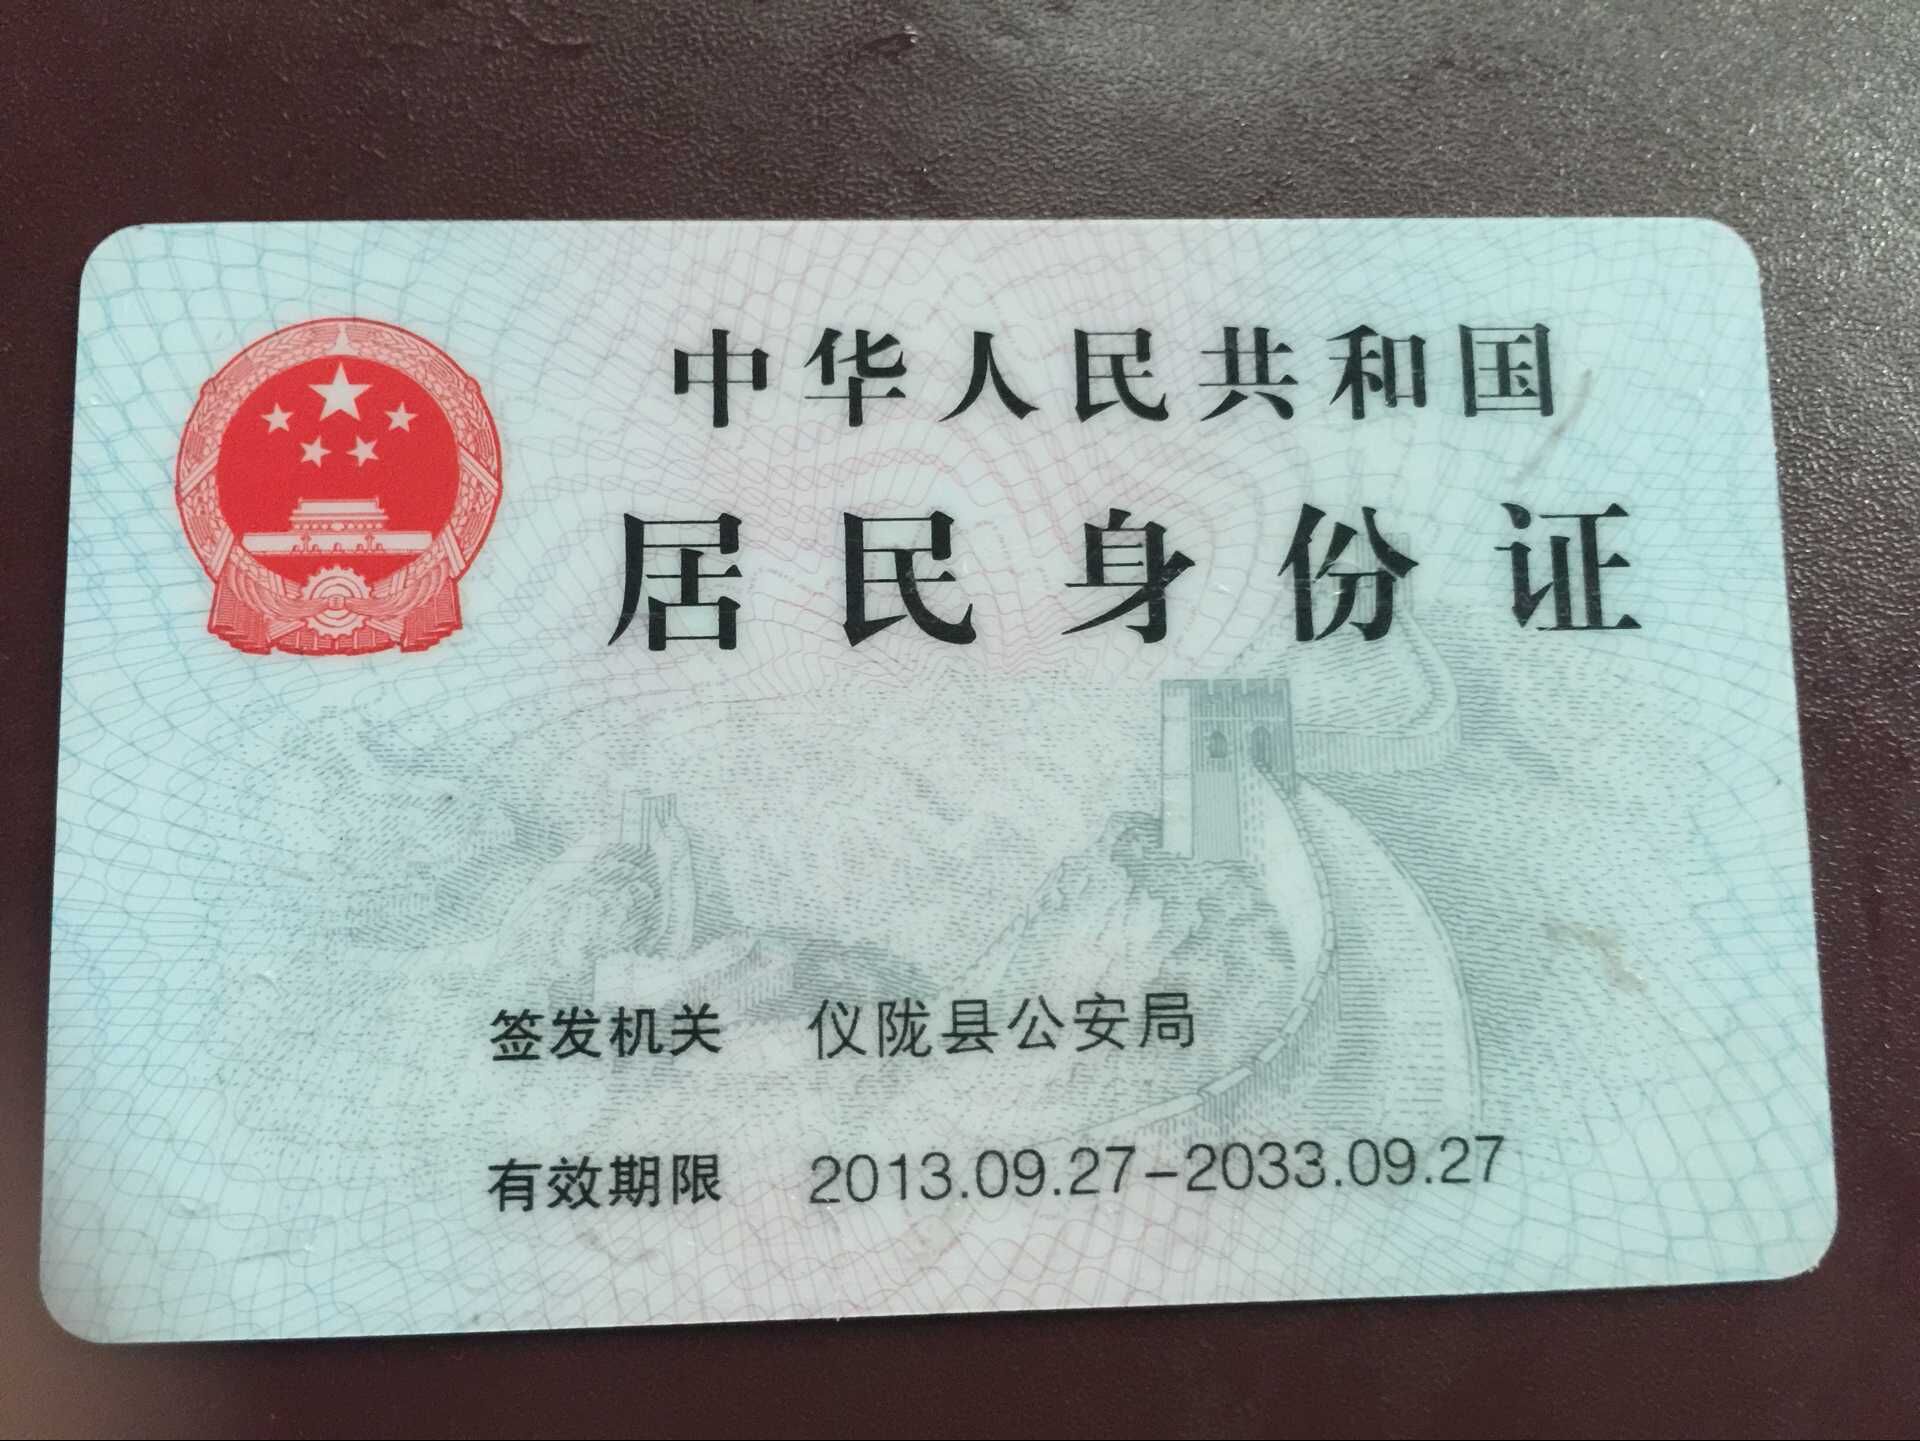 中华人民共和国
居民身份证
签发机关 仪陇县公安局
有效期限 2013.09.27-2033.09.27